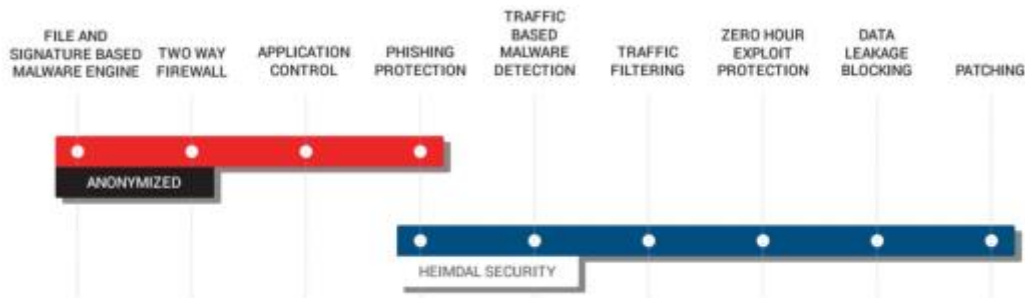 FILE AND
SIGNATURE BASED
MALWARE ENGINE
TWO WAY
FIREWALL
APPLICATION
CONTROL
PHISHING
PROTECTION
TRAFFIC
BASED
MALWARE
DETECTION
TRAFFIC
FILTERING
ZERO HOUR
EXPLOIT
PROTECTION
DATA
LEAKAGE
BLOCKING
PATCHING
ANONYMIZED
HEIMDAL SECURITY